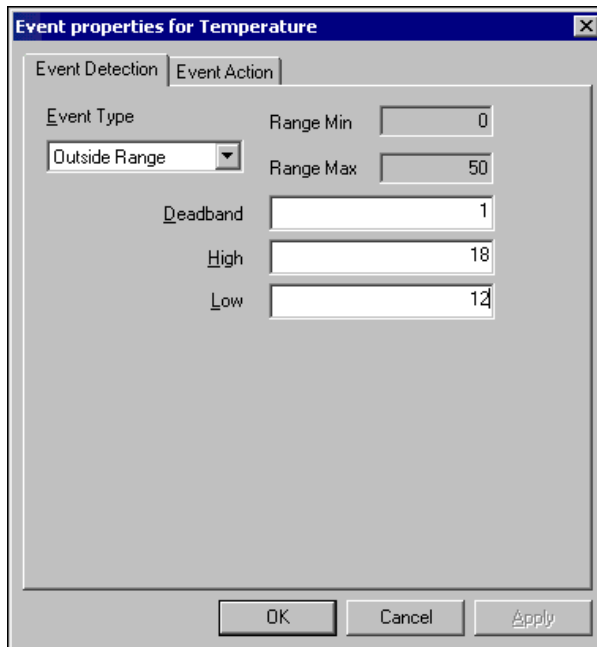 Event properties for Temperature
Event Detection
Event Action
Event Type
Range Min 0
Outside Range
Range Max 50
Deadband 1
High 18
Low 12
OK Cancel Apply